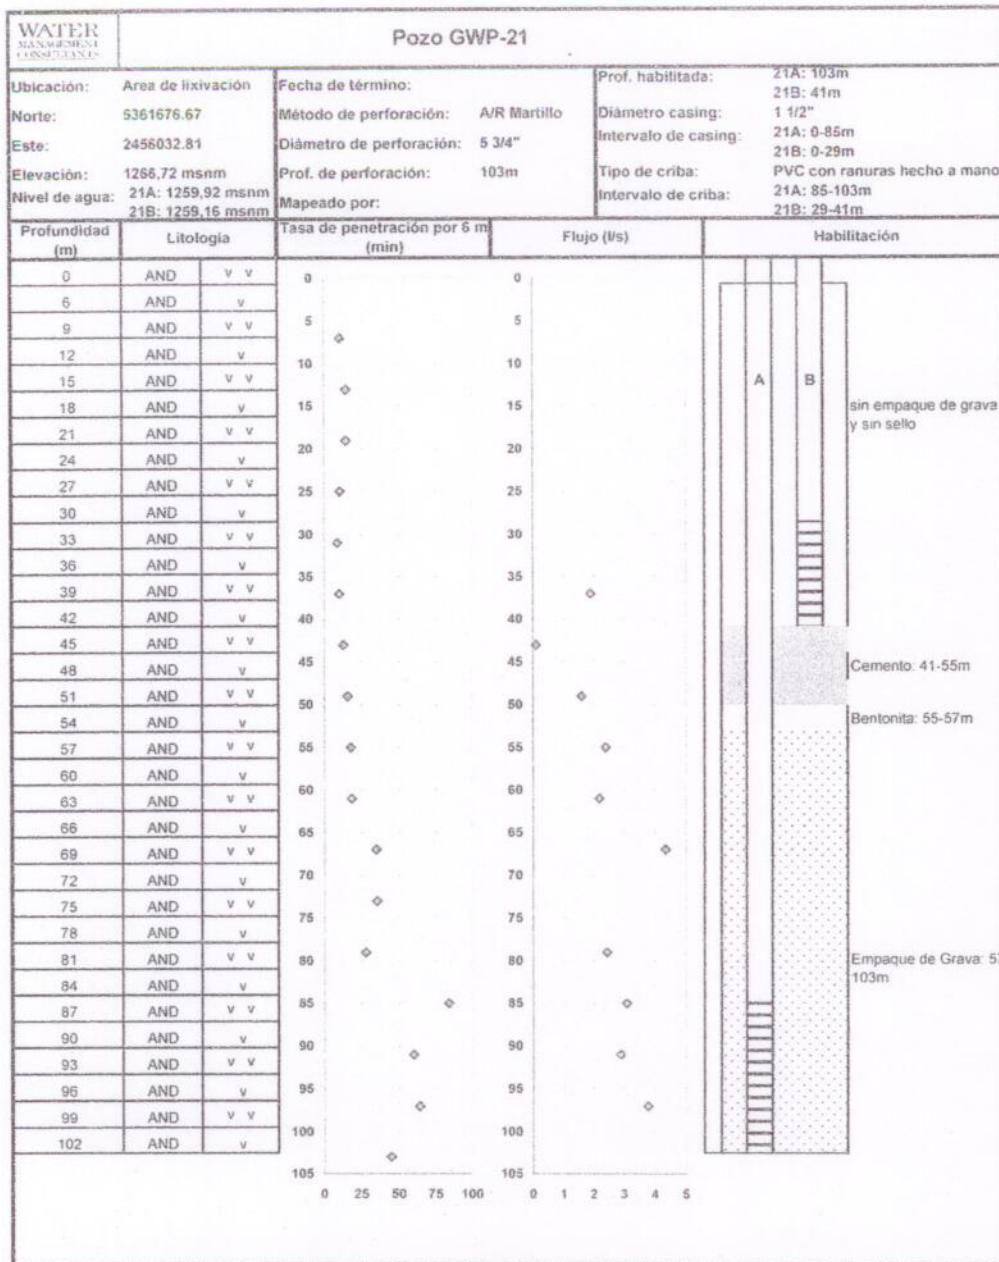 WATER
MANAGEMENT
CONSULTANTS
Pozo GWP-21
Ubicación: Area de lixivación
Norte: 5361676.67
Este: 2456032.81
Elevación: 1266,72 msnm
Nivel de agua: 21A: 1259,92 msnm
21B: 1259,16 msnm
Fecha de término:
Método de perforación: A/R Martillo
Diámetro de perforación: 5 3/4"
Prof. de perforación: 103m
Mapeado por:
Prof. habilitada: 21A: 103m
21B: 41m
Diámetro casing: 1 1/2"
Intervalo de casing: 21A: 0-85m
21B: 0-29m
Tipo de criba: PVC con ranuras hecho a mano
Intervalo de criba: 21A: 85-103m
21B: 29-41m
Profundidad (m) Litología Tasa de penetración por 6 m (min) Flujo (l/s) Habilitación
0 AND v v
6 AND v
9 AND v v
12 AND v
15 AND v v
18 AND v
21 AND v v
24 AND v
27 AND v v
30 AND v
33 AND v v
36 AND v
39 AND v v
42 AND v
45 AND v v
48 AND v
51 AND v v
54 AND v
57 AND v v
60 AND v
63 AND v v
66 AND v
69 AND v v
72 AND v
75 AND v v
78 AND v
81 AND v v
84 AND v
87 AND v v
90 AND v
93 AND v v
96 AND v
99 AND v v
102 AND v
0
5
10
15
20
25
30
35
40
45
50
55
60
65
70
75
80
85
90
95
100
105
0 25 50 75 100
0
5
10
15
20
25
30
35
40
45
50
55
60
65
70
75
80
85
90
95
100
105
0 1 2 3 4 5
A B
sin empaque de grava
y sin sello
Cemento: 41-55m
Bentonita: 55-57m
Empaque de Grava:
103m